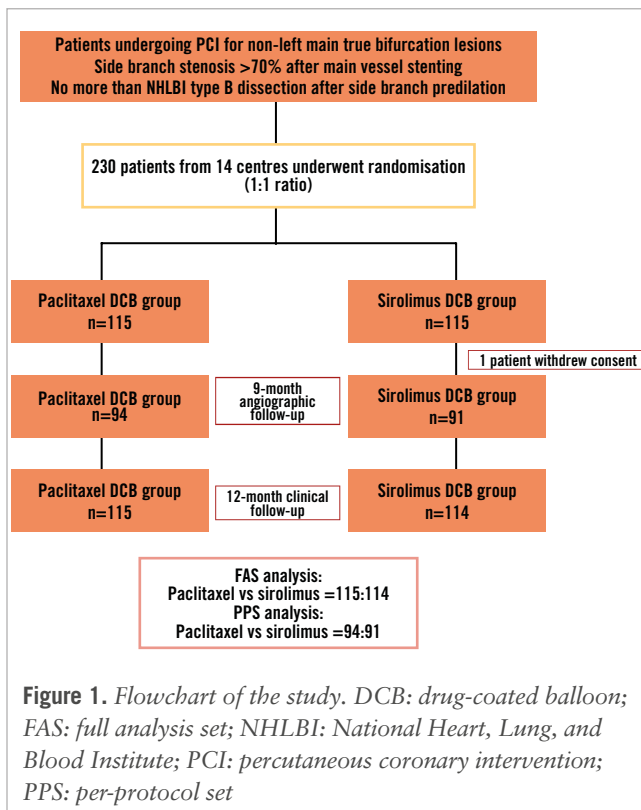 Patients undergoing PCI for non-left main true bifurcation lesions
Side branch stenosis >70% after main vessel stenting
No more than NHLBI type B dissection after side branch predilation
230 patients from 14 centres underwent randomisation
(1:1 ratio)
Paclitaxel DCB group
n=115
Sirolimus DCB group
n=115
1 patient withdrew consent
Paclitaxel DCB group
n=94
9-month
angiographic
follow-up
Sirolimus DCB group
n=91
Paclitaxel DCB group
n=115
12-month clinical
follow-up
Sirolimus DCB group
n=114
FAS analysis:
Paclitaxel vs sirolimus =115:114
PPS analysis:
Paclitaxel vs sirolimus =94:91
Figure 1. Flowchart of the study. DCB: drug-coated balloon;
FAS: full analysis set; NHLBI: National Heart, Lung, and
Blood Institute; PCI: percutaneous coronary intervention;
PPS: per-protocol set